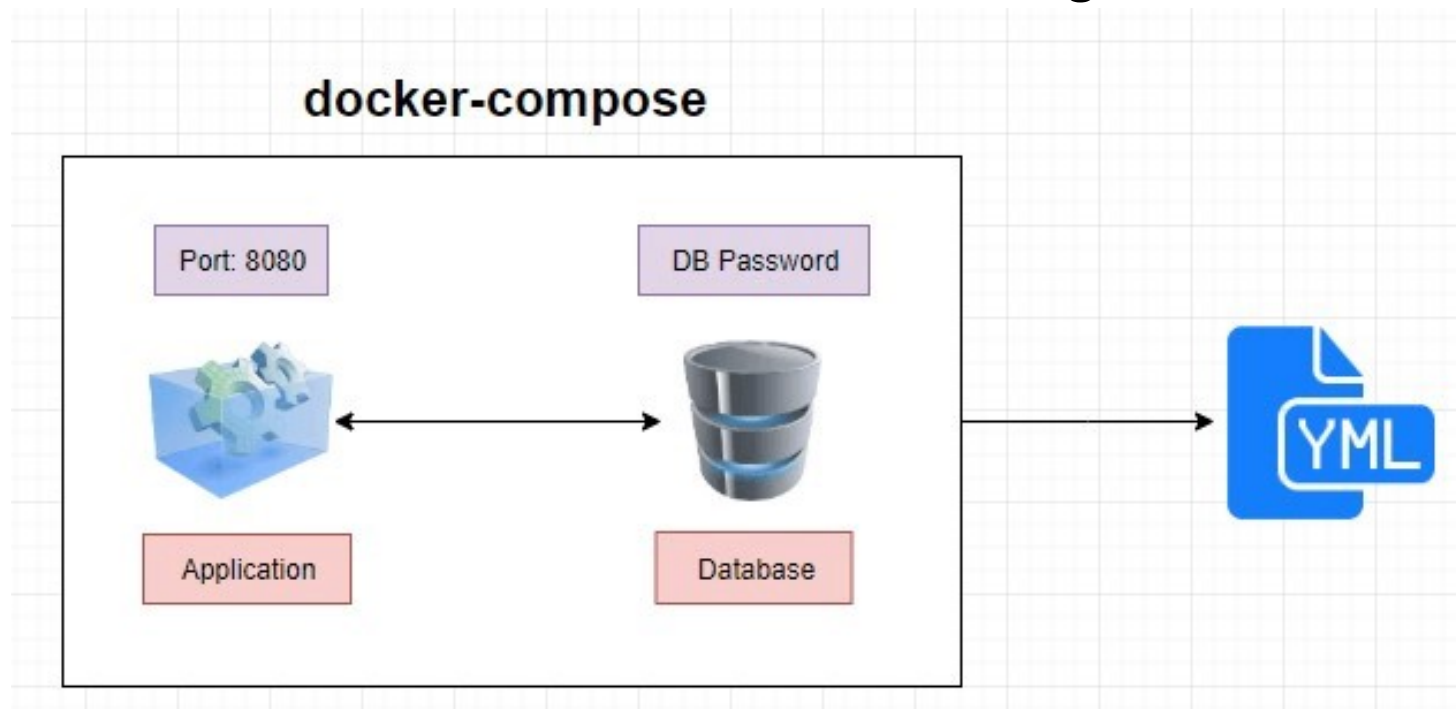 docker-compose
Port: 8080
DB Password
YML
Application
Database